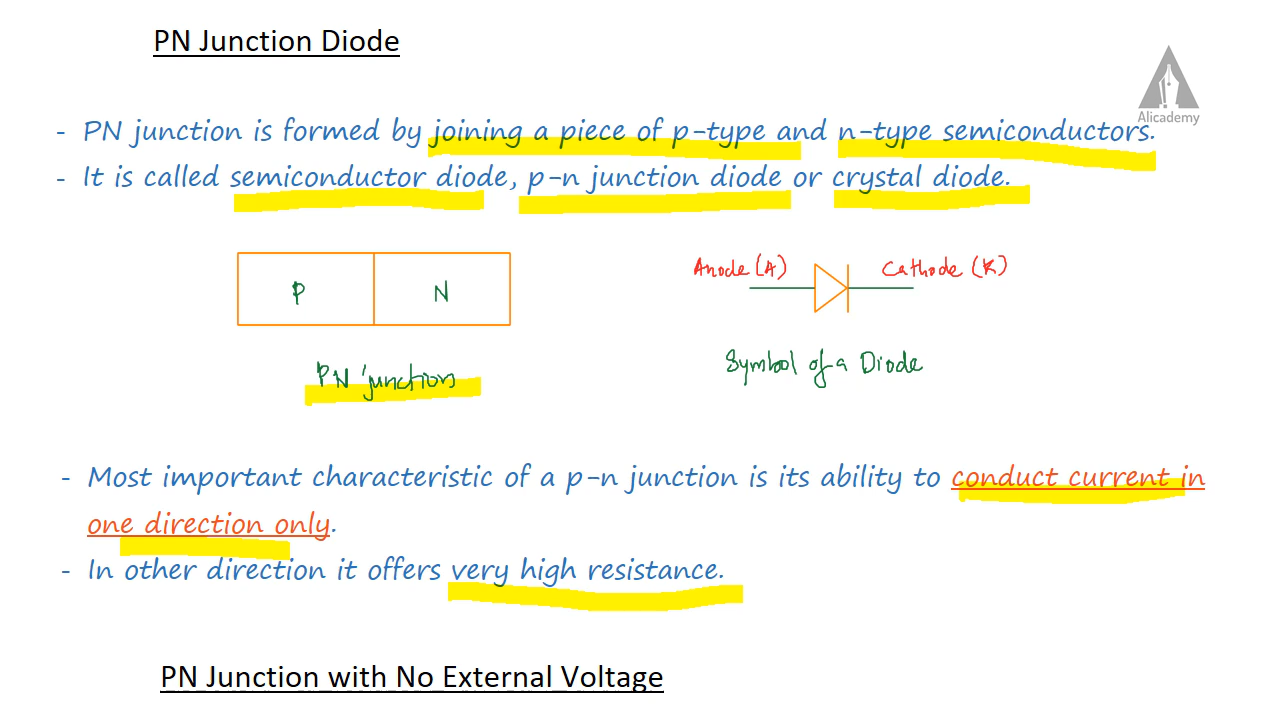 PN Junction Diode
Alicademy
- PN junction is formed by joining a piece of p-type and n-type semiconductors.
- It is called semiconductor diode, p-n junction diode or crystal diode.
Anode (A) Cathode (K)
P N
Symbol of a Diode
PN junction
- Most important characteristic of a p-n junction is its ability to conduct current in
one direction only.
- In other direction it offers very high resistance.
PN Junction with No External Voltage